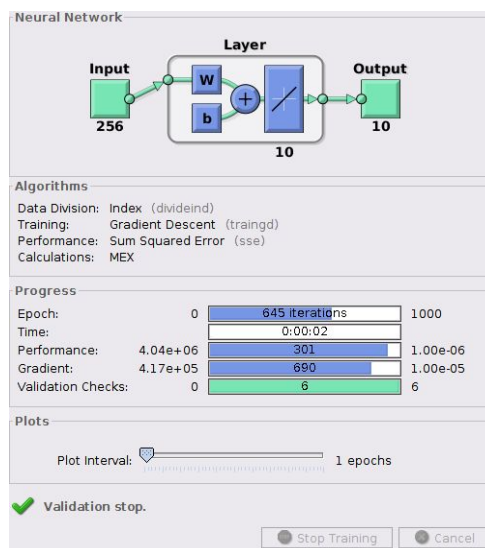 Neural Network
Layer
Input
Output
W
b
+
256
10
10
Algorithms
Data Division: Index (divideind)
Training: Gradient Descent (traingd)
Performance: Sum Squared Error (sse)
Calculations: MEX
Progress
Epoch: 0 645 iterations 1000
Time: 0:00:02
Performance: 4.04e+06 301 1.00e-06
Gradient: 4.17e+05 690 1.00e-05
Validation Checks: 0 6 6
Plots
Plot Interval: 1 epochs
Validation stop.
Stop Training Cancel